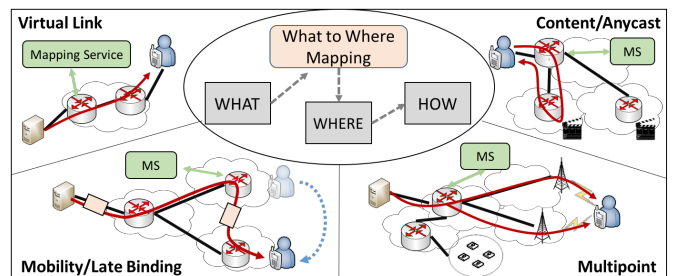 Virtual Link
Mapping Service
What to Where
Mapping
WHAT
WHERE
HOW
Content/Anycast
MS
MS
Mobility/Late Binding
MS
Multipoint